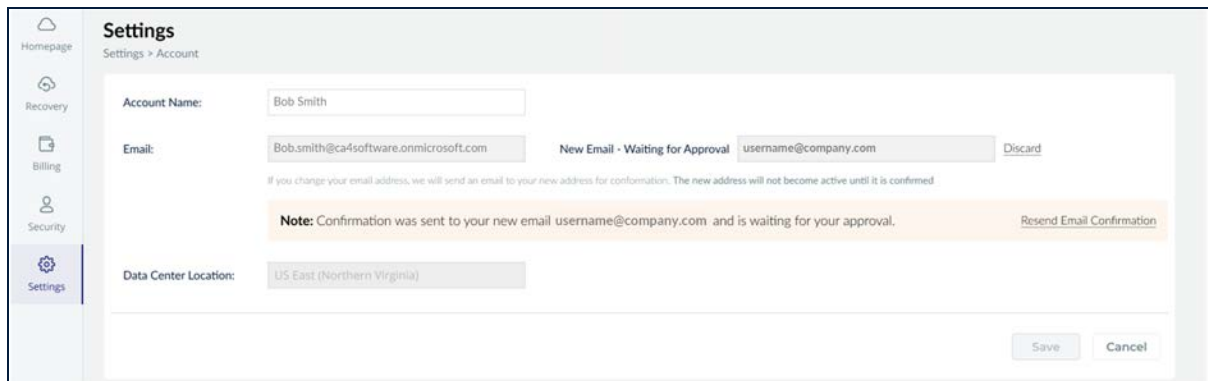 Homepage
Recovery
Billing
Security
Settings
Settings
Settings > Account
Account Name: Bob Smith
Email: Bob.smith@ca4software.onmicrosoft.com New Email - Waiting for Approval username@company.com Discard
If you change your email address, we will send an email to your new address for conformation. The new address will not become active until it is confirmed
Note: Confirmation was sent to your new email username@company.com and is waiting for your approval. Resend Email Confirmation
Data Center Location: US East (Northern Virginia)
Save Cancel